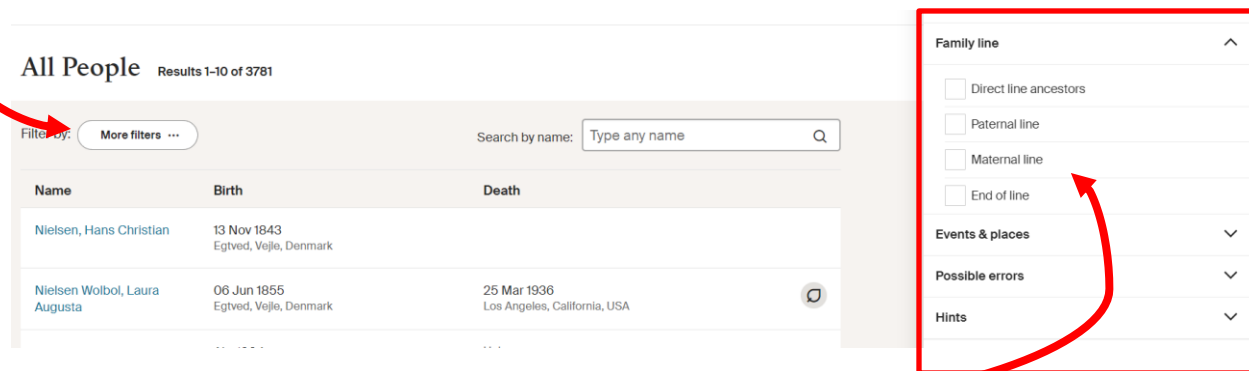 All People Results 1-10 of 3781
Filter by: More filters ...
Search by name: Type any name
Name Birth Death
Nielsen, Hans Christian 13 Nov 1843
Egtved, Vejle, Denmark
Nielsen Wolbol, Laura 06 Jun 1855 25 Mar 1936
Augusta Egtved, Vejle, Denmark Los Angeles, California, USA
Family line
Direct line ancestors
Paternal line
Maternal line
End of line
Events & places
Possible errors
Hints